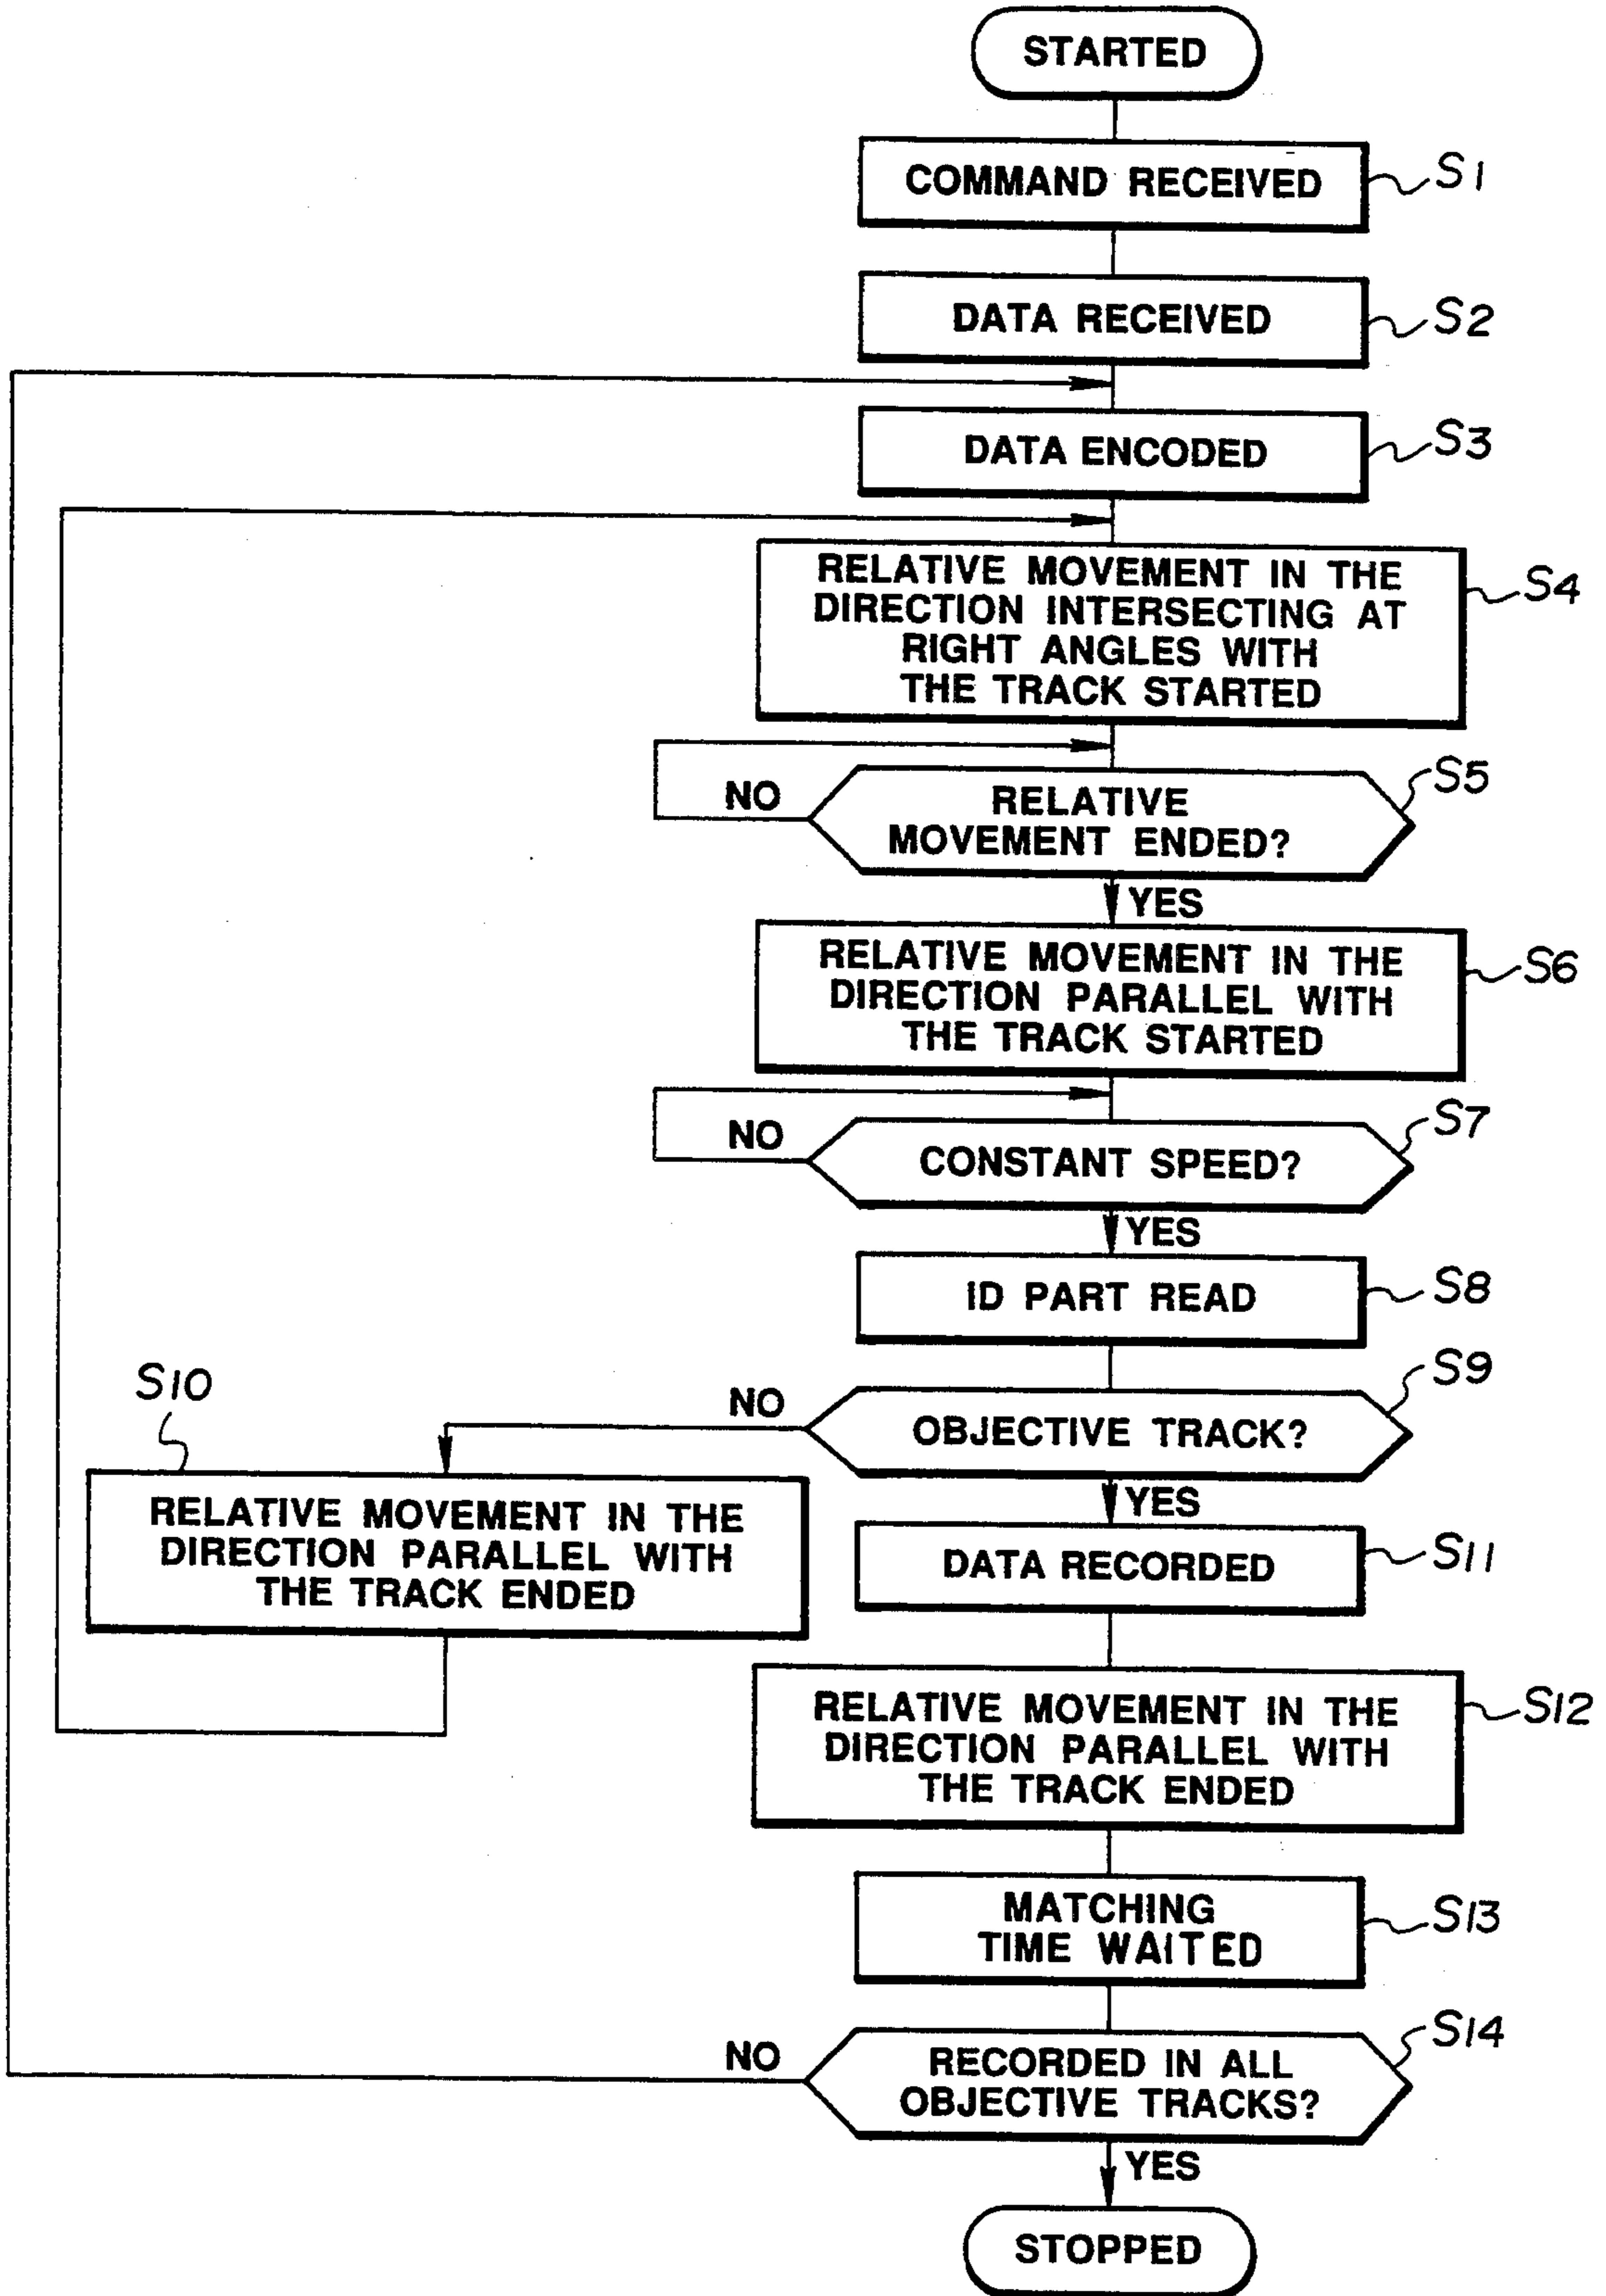 STARTED
COMMAND RECEIVED
S1
DATA RECEIVED
S2
DATA ENCODED
S3
RELATIVE MOVEMENT IN THE
DIRECTION INTERSECTING AT
RIGHT ANGLES WITH
THE TRACK STARTED
S4
NO
RELATIVE
MOVEMENT ENDED?
S5
YES
RELATIVE MOVEMENT IN THE
DIRECTION PARALLEL WITH
THE TRACK STARTED
S6
NO
CONSTANT SPEED?
S7
YES
ID PART READ
S8
NO
OBJECTIVE TRACK?
S9
S10
RELATIVE MOVEMENT IN THE
DIRECTION PARALLEL WITH
THE TRACK ENDED
YES
DATA RECORDED
S11
RELATIVE MOVEMENT IN THE
DIRECTION PARALLEL WITH
THE TRACK ENDED
S12
MATCHING
TIME WAITED
S13
NO
RECORDED IN ALL
OBJECTIVE TRACKS?
S14
YES
STOPPED